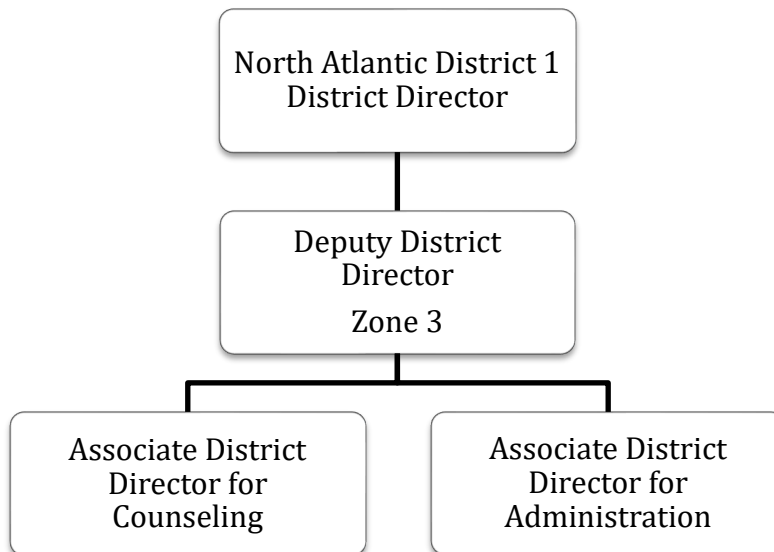 North Atlantic District 1
District Director
Deputy District
Director
Zone 3
Associate District
Director for
Counseling
Associate District
Director for
Administration